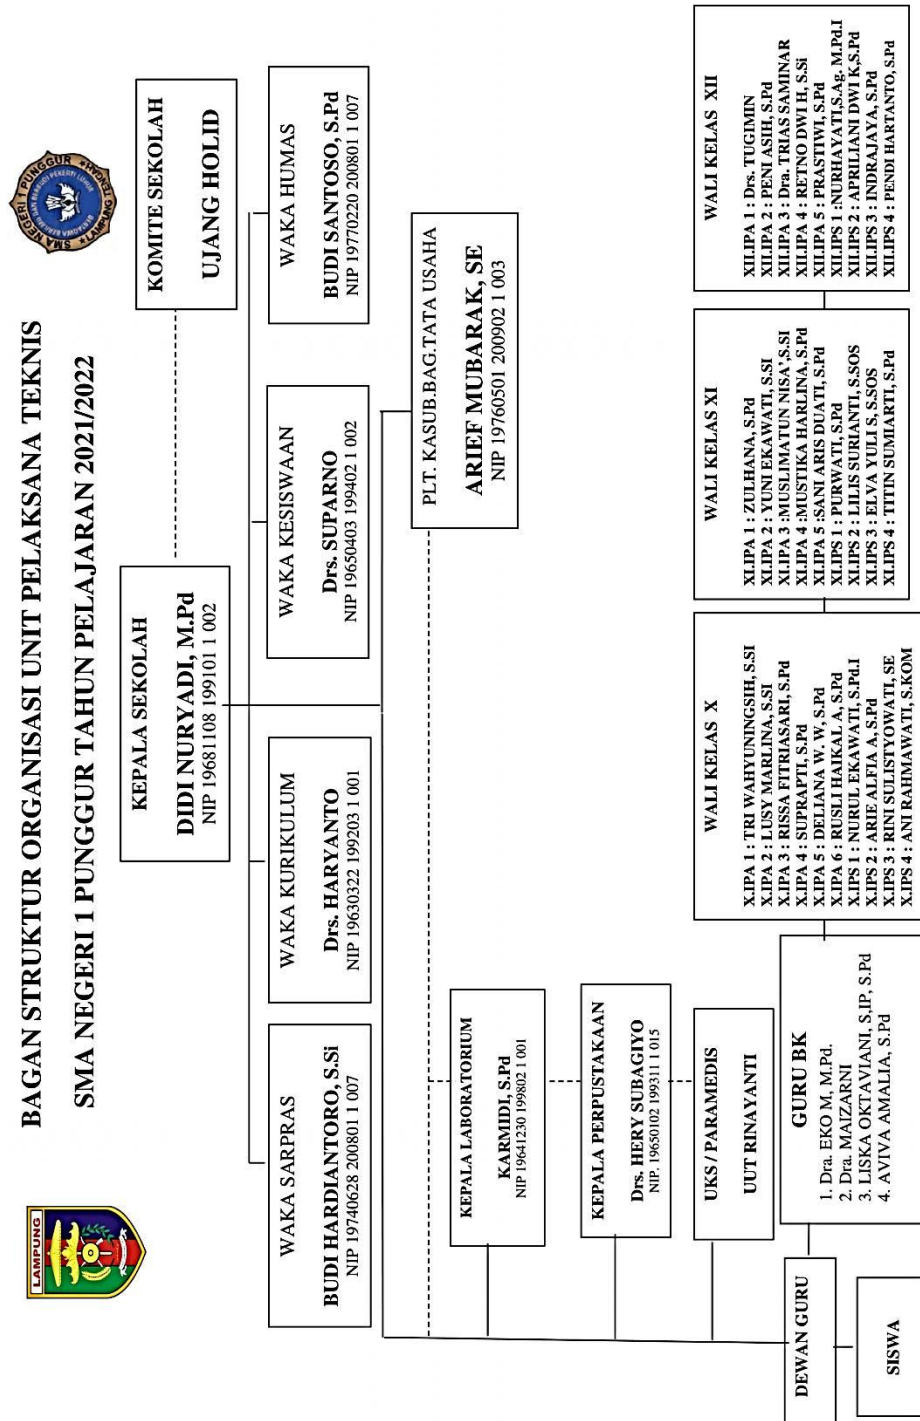 BAGAN STRUKTUR ORGANISASI UNIT PELAKSANA TEKNIS
SMA NEGERI 1 PUNGGUR TAHUN PELAJARAN 2021/2022
LAMPUNG
SMA NEGERI 1 PUNGGUR
LAMPUNG TENGAH
KEPALA SEKOLAH
DIDI NURYADI, M.Pd
NIP 19681108 199101 1 002
KOMITE SEKOLAH
UJANG HOLID
WAKA SARPRAS
BUDI HARDIANTORO, S.Si
NIP 19740628 200801 1 007
WAKA KURIKULUM
Drs. HARYANTO
NIP 19630322 199203 1 001
WAKA KESISWAAN
Drs. SUPARNO
NIP 19650403 199402 1 002
WAKA HUMAS
BUDI SANTOSO, S.Pd
NIP 19770220 200801 1 007
PLT. KASUB.BAG.TATA USAHA
ARIEF MUBARAK, SE
NIP 19760501 200902 1 003
KEPALA LABORATORIUM
KARMIDI, S.Pd
NIP 19641230 199802 1 001
KEPALA PERPUSTAKAAN
Drs. HERY SUBAGIYO
NIP. 19650102 199311 1 015
UKS / PARAMEDIS
UUT RINAYANTI
DEWAN GURU
SISWA
GURU BK
1. Dra. EKO M, M.Pd.
2. Dra. MAIZARNI
3. LISKA OKTAVIANI, S,IP, S.Pd
4. AVIVA AMALIA, S.Pd
WALI KELAS X
X.IPA 1 : TRI WAHYUNINGSIH, S.SI
X.IPA 2 : LUSY MARLINA, S.SI
X.IPA 3 : RISSA FITRIASARI, S.Pd
X.IPA 4 : SUPRAPTI, S.Pd
X.IPA 5 : DELIANA W. W, S.Pd
X.IPA 6 : RUSLI HAIKAL A, S.Pd
X.IPS 1 : NURUL EKAWATI, S.Pd.I
X.IPS 2 : ARIE ALFIA A, S.Pd
X.IPS 3 : RINI SULISTYOWATI, SE
X.IPS 4 : ANI RAHMAWATI, S.KOM
WALI KELAS XI
XI.IPA 1 : ZULHANA, S.Pd
XI.IPA 2 : YUNI EKAWATI, S.SI
XI.IPA 3 :MUSLIMATUN NISA',S.SI
XI.IPA 4 :MUSTIKA HARLINA, S.Pd
XI.IPA 5 :SANI ARIS DUATI, S.Pd
XI.IPS 1 : PURWATI, S.Pd
XI.IPS 2 : LILIS SURIANTI, S.SOS
XI.IPS 3 : ELVA YULI S, S.SOS
XI.IPS 4 : TITIN SUMIARTI, S.Pd
WALI KELAS XII
XII.IPA 1 : Drs. TUGIMIN
XII.IPA 2 : PENI ASIH, S.Pd
XII.IPA 3 : Dra. TRIAS SAMINAR
XII.IPA 4 : RETNO DWI H, S.Si
XII.IPA 5 : PRASTIWI, S.Pd
XII.IPS 1 :NURHAYATI,S.Ag. M.Pd.I
XII.IPS 2 : APRILIANI DWI K,S.Pd
XII.IPS 3 : INDRAJAYA, S.Pd
XII.IPS 4 : PENDI HARTANTO, S.Pd